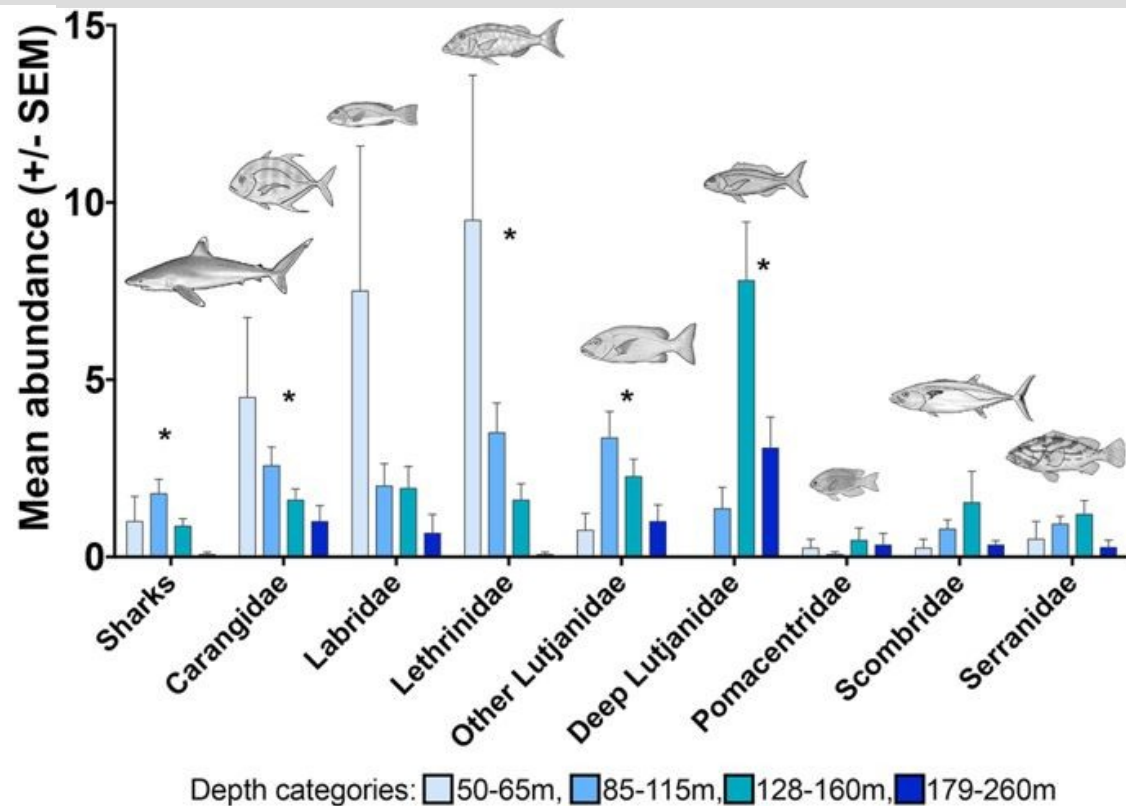 Mean abundance (+/- SEM)
15
10
5
0
*
*
*
*
*
Sharks
Carangidae
Labridae
Lethrinidae
Other Lutjanidae
Deep Lutjanidae
Pomacentridae
Scombridae
Serranidae
Depth categories: 50-65m, 85-115m, 128-160m, 179-260m